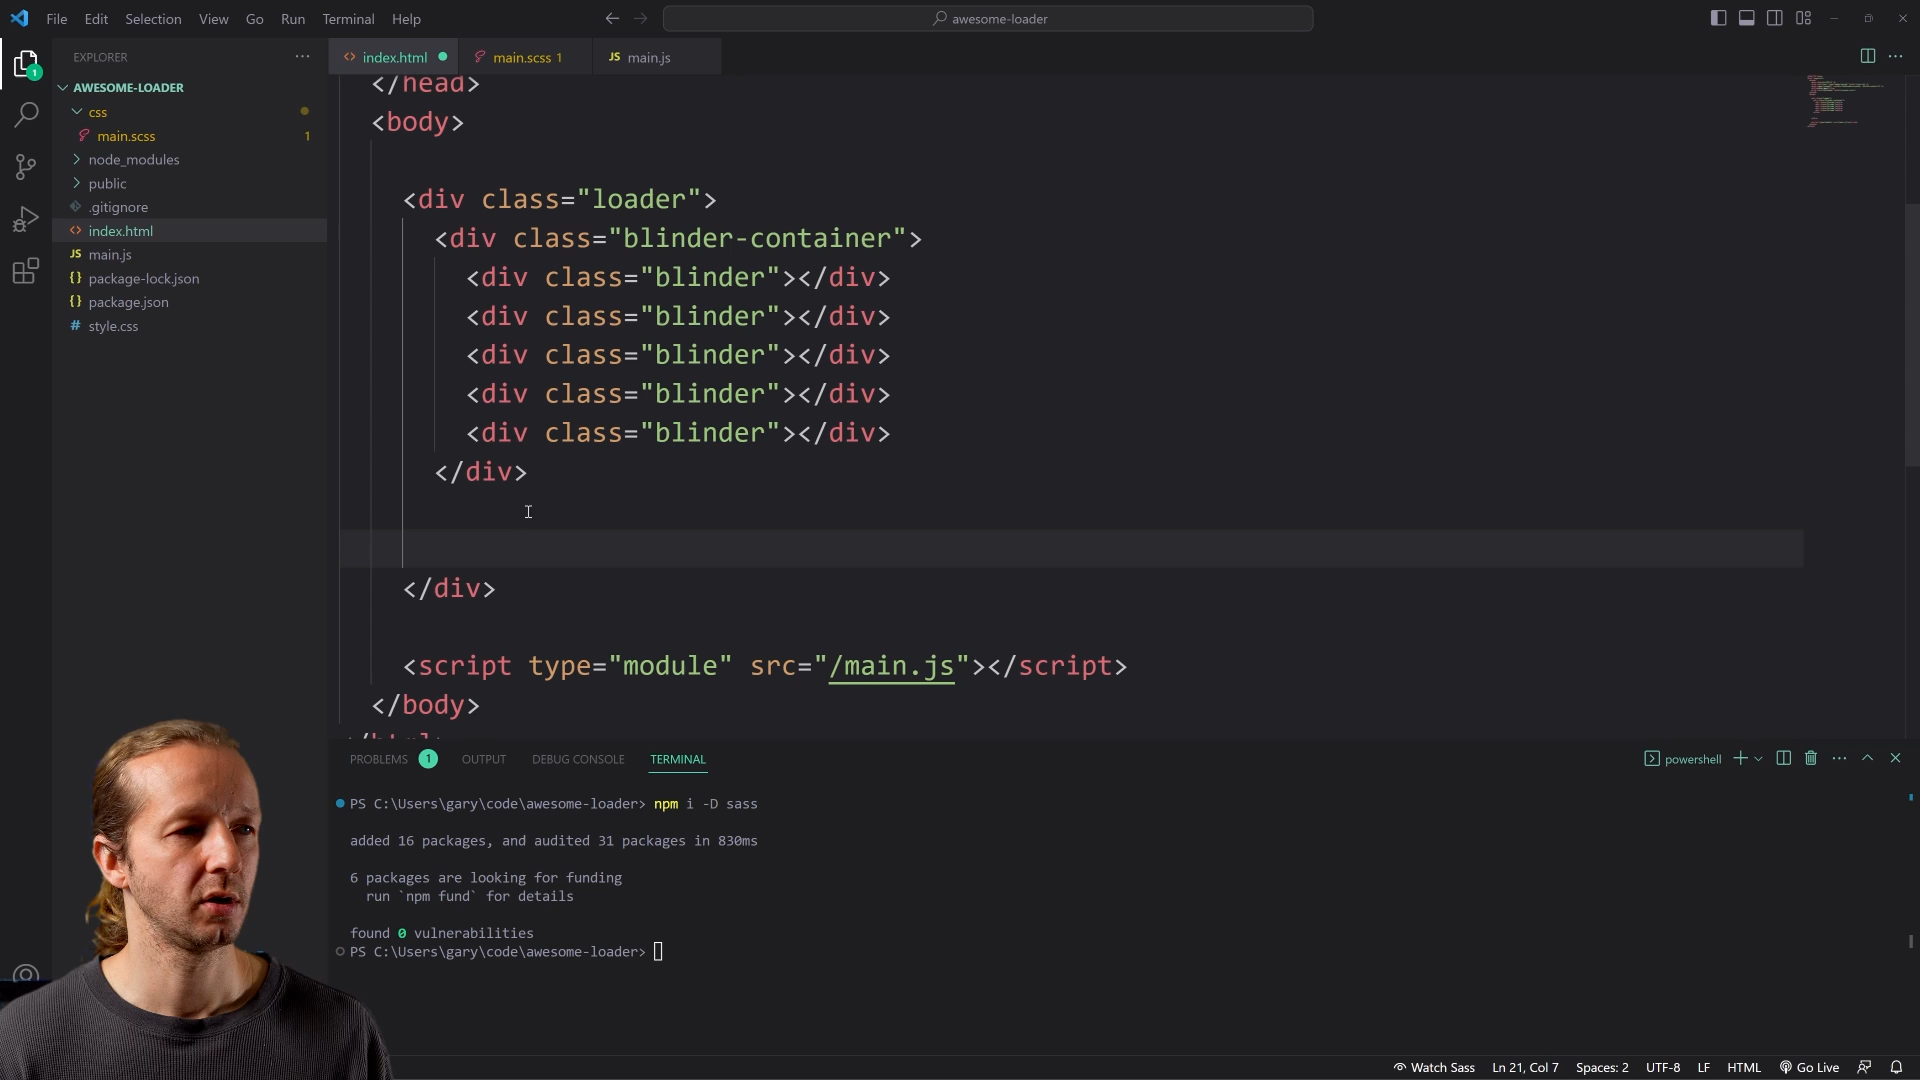 File Edit Selection View Go Run Terminal Help
awesome-loader
EXPLORER
index.html
main.scss 1
JS main.js
1
AWESOME-LOADER
css
main.scss 1
node_modules
public
.gitignore
index.html
JS main.js
{} package-lock.json
{} package.json
# style.css
</head>
<body>
<div class="loader">
<div class="blinder-container">
<div class="blinder"></div>
<div class="blinder"></div>
<div class="blinder"></div>
<div class="blinder"></div>
<div class="blinder"></div>
</div>
</div>
<script type="module" src="/main.js"></script>
</body>
PROBLEMS 1 OUTPUT DEBUG CONSOLE TERMINAL
powershell
PS C:\Users\gary\code\awesome-loader> npm i -D sass
added 16 packages, and audited 31 packages in 830ms
6 packages are looking for funding
run `npm fund` for details
found 0 vulnerabilities
PS C:\Users\gary\code\awesome-loader>
Watch Sass Ln 21, Col 7 Spaces: 2 UTF-8 LF HTML Go Live